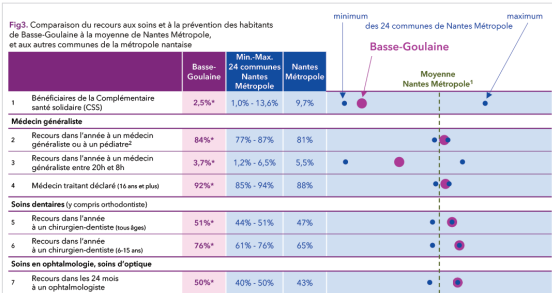 Fig3. Comparaison du recours aux soins et à la prévention des habitants
de Basse-Goulaine à la moyenne de Nantes Métropole,
et aux autres communes de la métropole nantaise
minimum
maximum
des 24 communes de Nantes Métropole
Basse-Goulaine
Moyenne
Nantes Métropole¹
Basse-
Goulaine
Min.-Max.
24 communes
Nantes
Métropole
Nantes
Métropole
1 Bénéficiaires de la Complémentaire
santé solidaire (CSS) 2,5%* 1,0% - 13,6% 9,7%
Médecin généraliste
2 Recours dans l'année à un médecin
généraliste ou à un pédiatre² 84%* 77% - 87% 81%
3 Recours dans l'année à un médecin
généraliste entre 20h et 8h 3,7%* 1,2% - 6,5% 5,5%
4 Médecin traitant déclaré (16 ans et plus) 92%* 85% - 94% 88%
Soins dentaires (y compris orthodontiste)
5 Recours dans l'année
à un chirurgien-dentiste (tous âges) 51%* 44% - 51% 47%
6 Recours dans l'année
à un chirurgien-dentiste (6-15 ans) 76%* 61% - 76% 65%
Soins en ophtalmologie, soins d'optique
7 Recours dans les 24 mois
à un ophtalmologiste 50%* 40% - 50% 43%